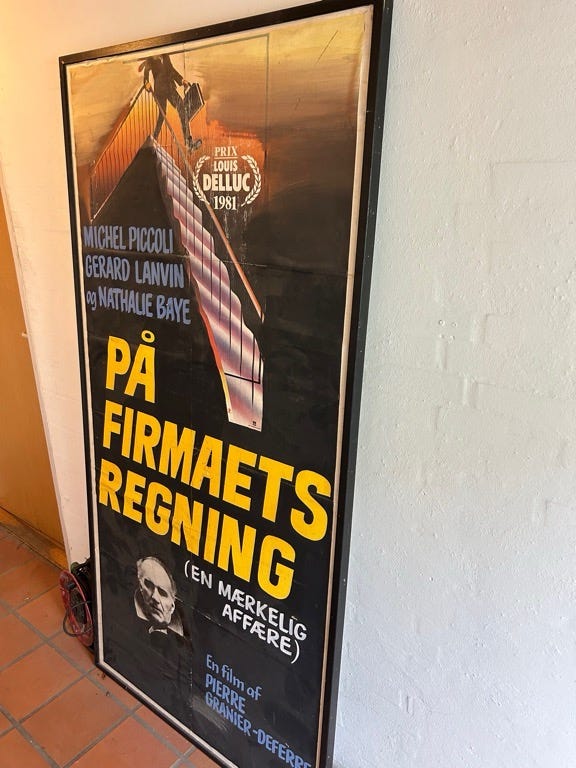 PRIX
LOUIS
DELLUC
1981
MICHEL PICCOLI
GERARD LANVIN
og NATHALIE BAYE
PÅ
FIRMAETS
REGNING
(EN MÆRKELIG
AFFÆRE)
En film af
PIERRE
GRANIER-DEFERRE